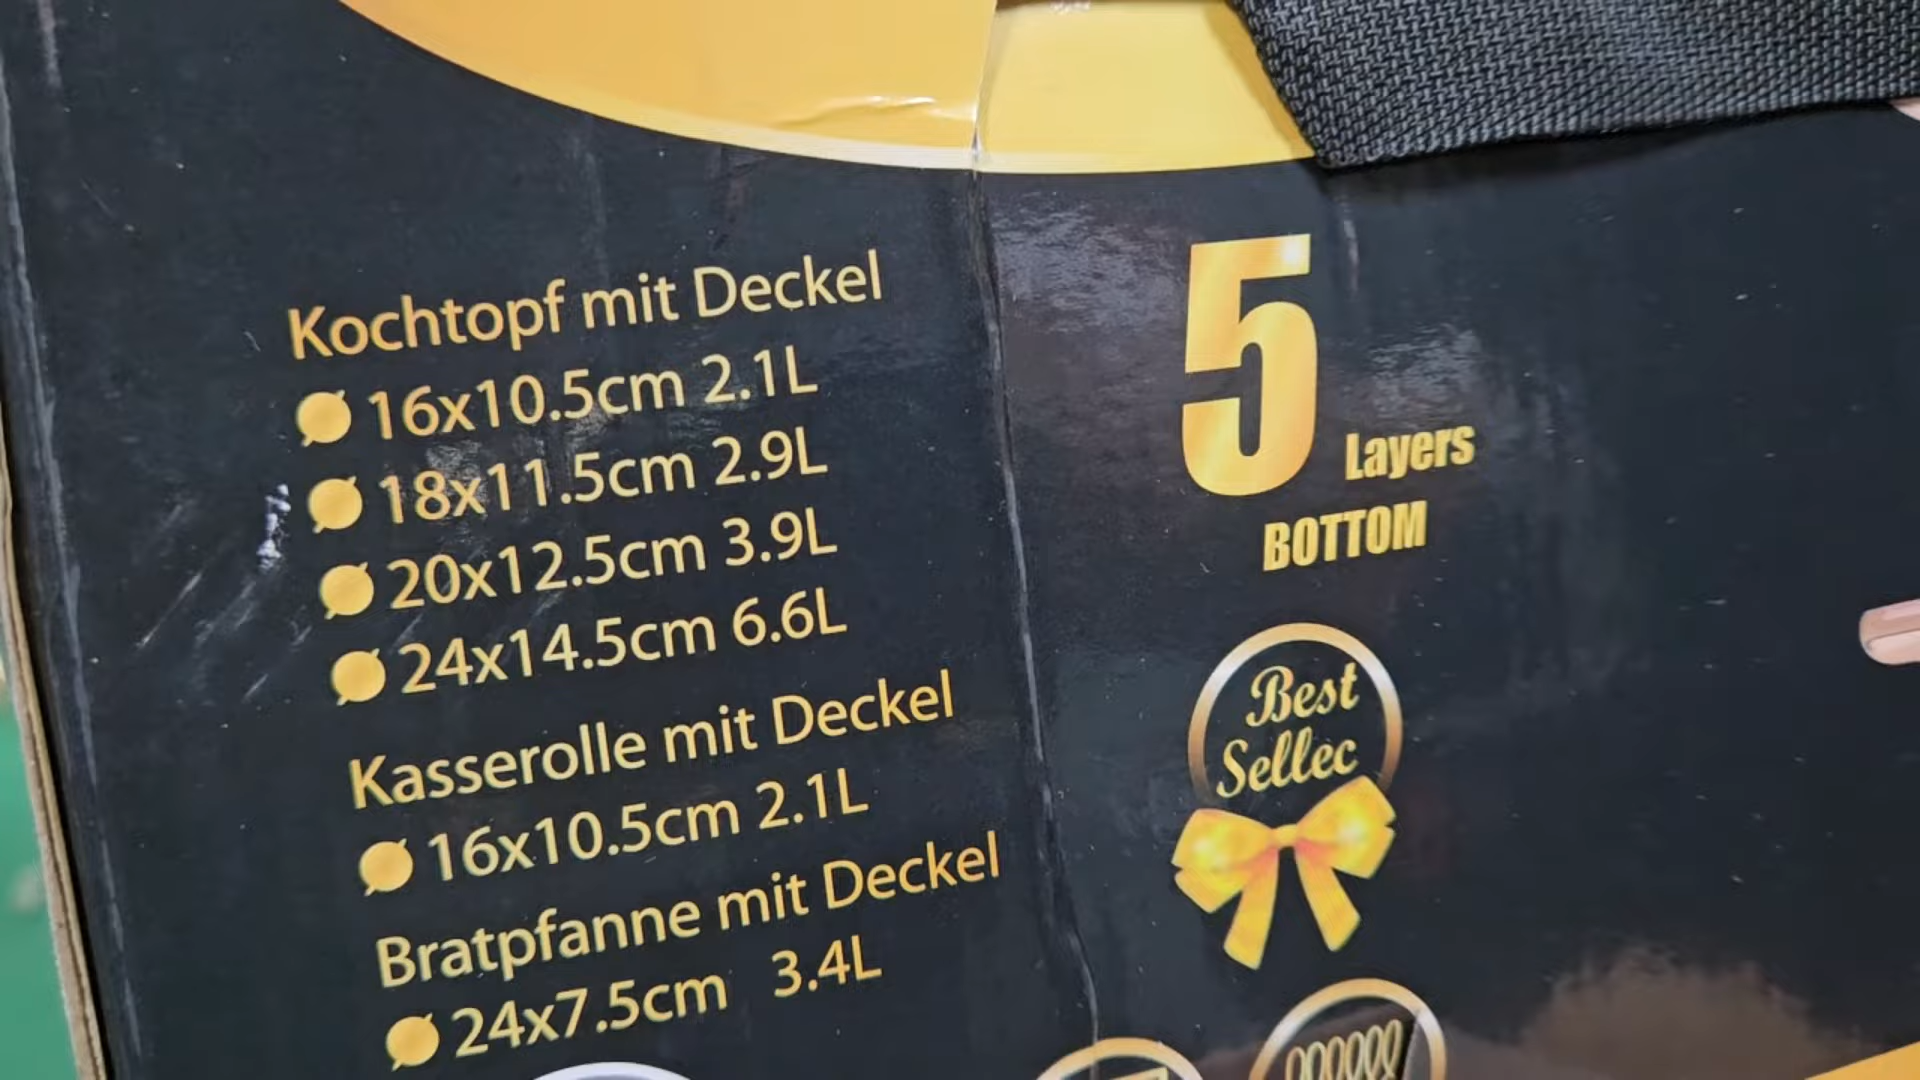 Kochtopf mit Deckel
⌀ 16x10.5cm 2.1L
⌀ 18x11.5cm 2.9L
⌀ 20x12.5cm 3.9L
⌀ 24x14.5cm 6.6L
Kasserolle mit Deckel
⌀ 16x10.5cm 2.1L
Bratpfanne mit Deckel
⌀ 24x7.5cm 3.4L
5 Layers
BOTTOM
Best
Sellec